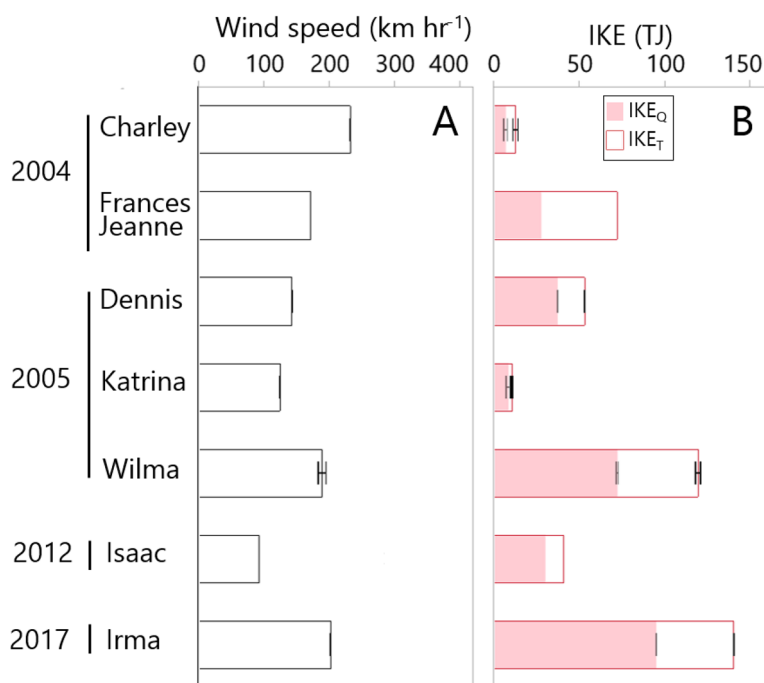 Wind speed (km hr-1)
IKE (TJ)
0 100 200 300 400
0 50 100 150
A
B
IKEQ
IKET
2004
Charley
Frances
Jeanne
2005
Dennis
Katrina
Wilma
2012
Isaac
2017
Irma